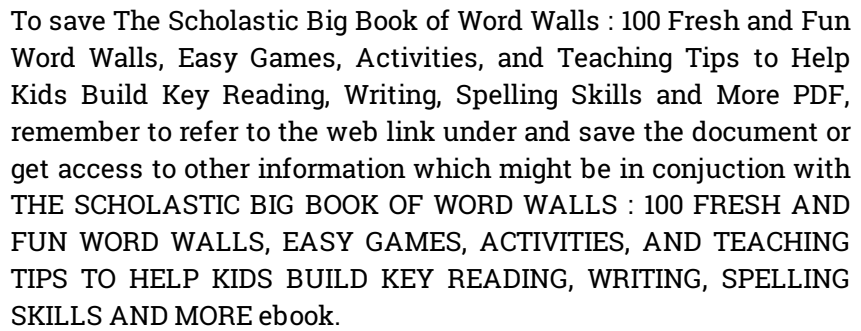 To save The Scholastic Big Book of Word Walls : 100 Fresh and Fun
Word Walls, Easy Games, Activities, and Teaching Tips to Help
Kids Build Key Reading, Writing, Spelling Skills and More PDF,
remember to refer to the web link under and save the document or
get access to other information which might be in conjuction with
THE SCHOLASTIC BIG BOOK OF WORD WALLS : 100 FRESH AND
FUN WORD WALLS, EASY GAMES, ACTIVITIES, AND TEACHING
TIPS TO HELP KIDS BUILD KEY READING, WRITING, SPELLING
SKILLS AND MORE ebook.